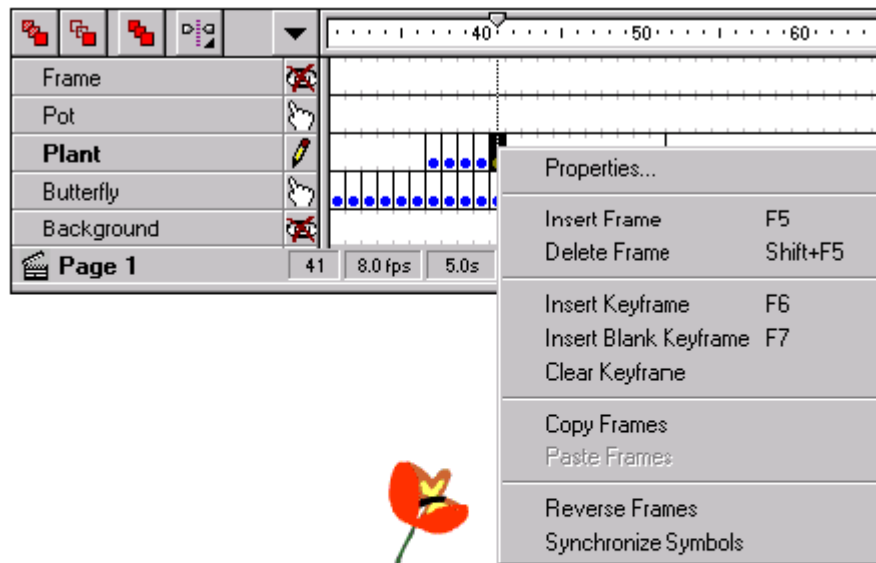 40 50 60
Frame
Pot
Plant
Butterfly
Background
Page 1 41 8.0 fps 5.0s
Properties...
Insert Frame F5
Delete Frame Shift+F5
Insert Keyframe F6
Insert Blank Keyframe F7
Clear Keyframe
Copy Frames
Paste Frames
Reverse Frames
Synchronize Symbols